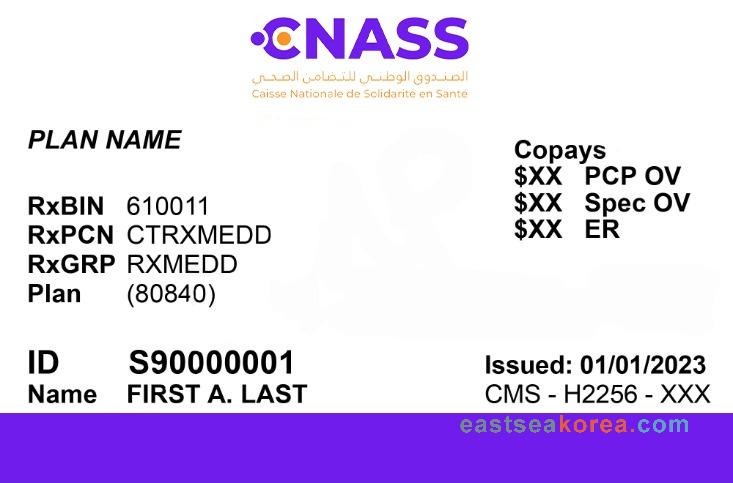 CNASS
الصندوق الوطني للتضامن الصحي
Caisse Nationale de Solidarité en Santé
PLAN NAME
RxBIN 610011
RxPCN CTRXMEDD
RxGRP RXMEDD
Plan (80840)
Copays
$XX PCP OV
$XX Spec OV
$XX ER
ID S90000001
Name FIRST A. LAST
Issued: 01/01/2023
CMS - H2256 - XXX
eastseakorea.com